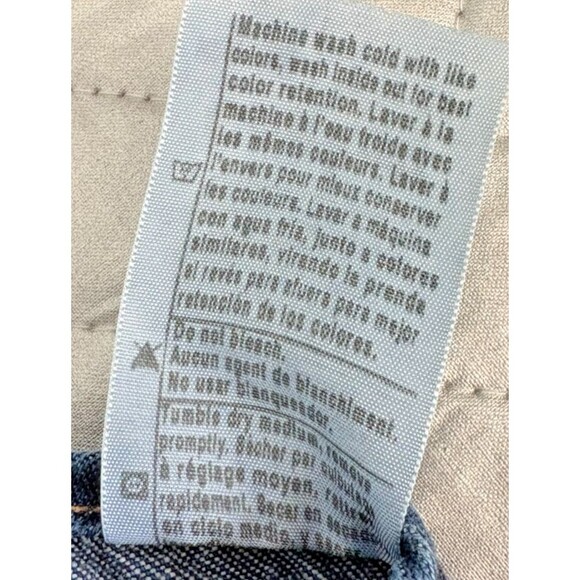 Machine wash cold with like
colors, wash inside out for best
color retention. Laver à la
machine à l'eau froide avec
les mêmes couleurs. Laver à
l'envers pour mieux conserver
les couleurs. Lavar a máquina
con agua fría, junto a colores
similares, virando la prenda
al revés para afuera para mejor
retención de los colores.
Do not bleach.
Aucun agent de blanchiment.
No usar blanqueador.
Tumble dry medium, remove
promptly. Sécher par culbutage
à réglage moyen,
rapidement. Secar en
en ciclo medio. Y